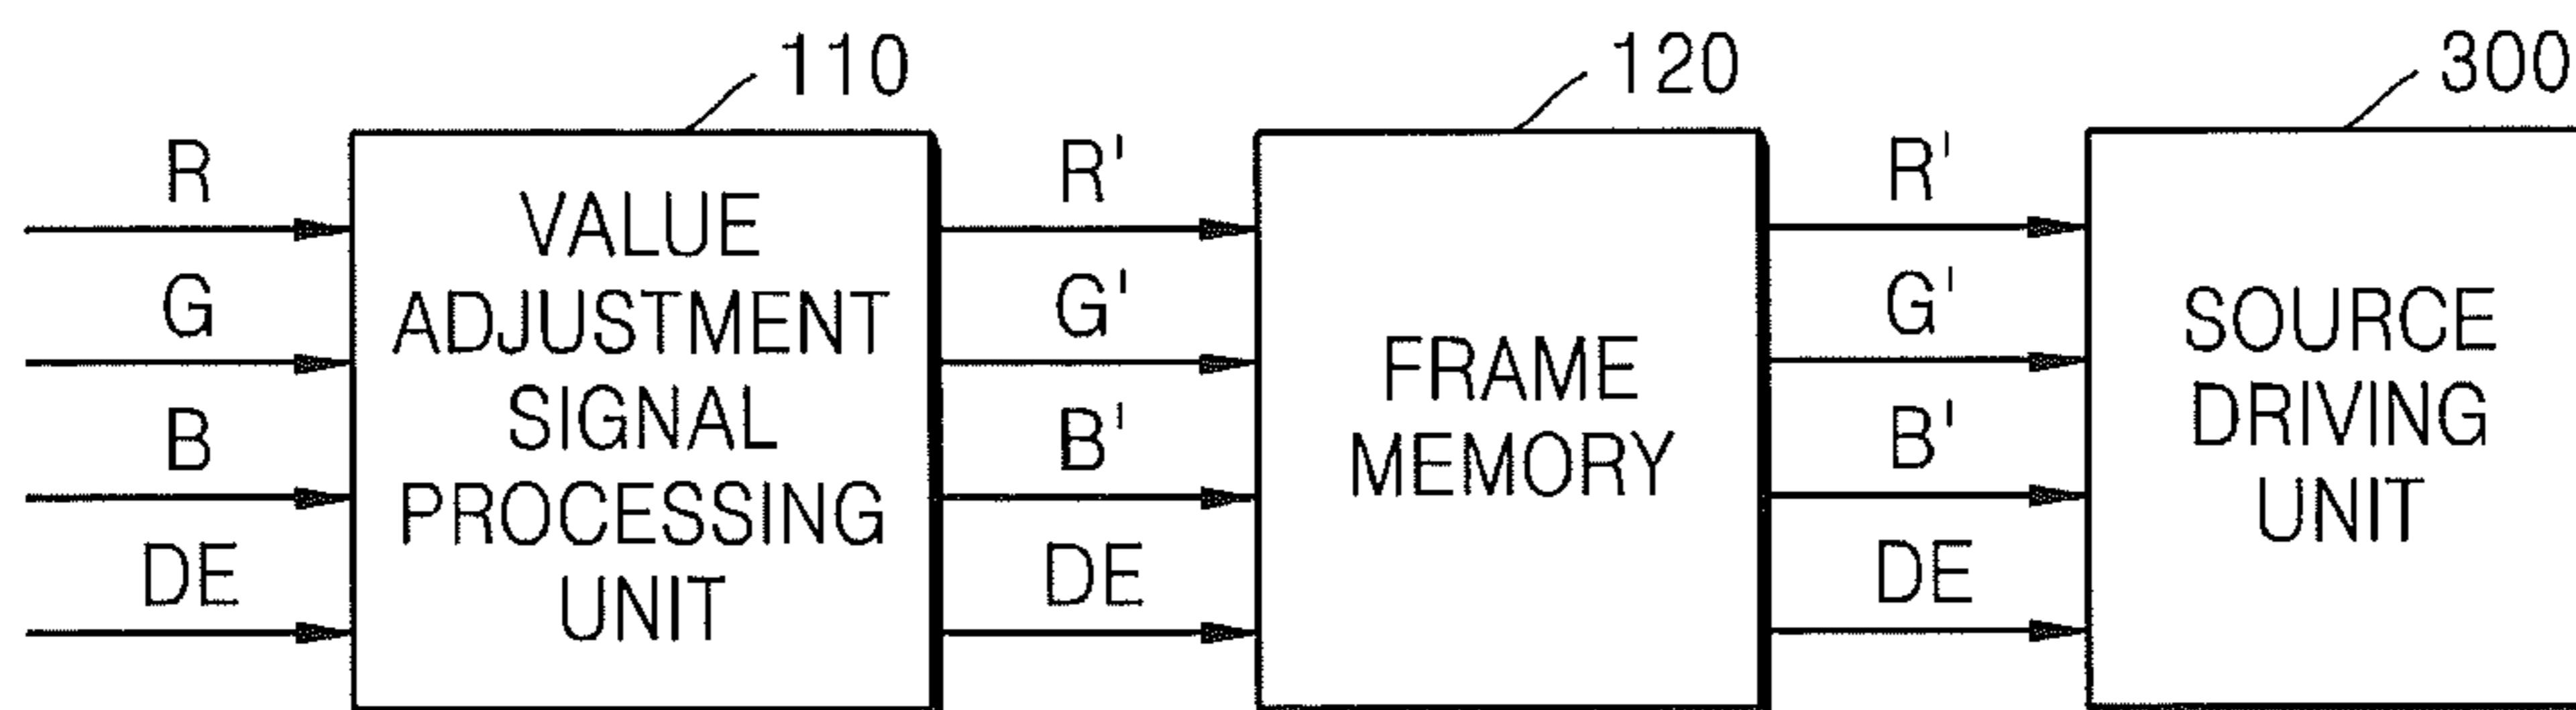 110
120
300
R
G
B
DE
VALUE
ADJUSTMENT
SIGNAL
PROCESSING
UNIT
R'
G'
B'
DE
FRAME
MEMORY
R'
G'
B'
DE
SOURCE
DRIVING
UNIT